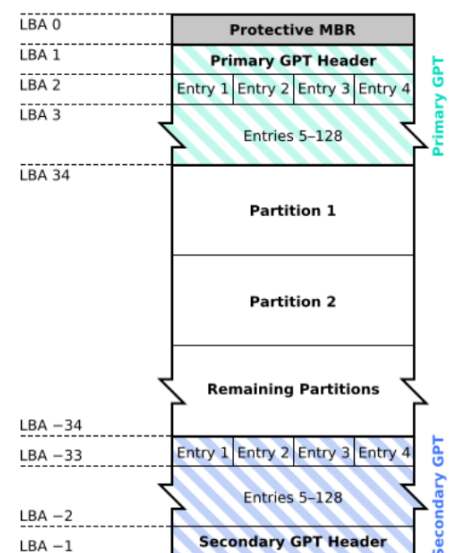 LBA 0
Protective MBR
LBA 1
Primary GPT Header
LBA 2
Entry 1 Entry 2 Entry 3 Entry 4
LBA 3
Entries 5–128
Primary GPT
LBA 34
Partition 1
Partition 2
Remaining Partitions
LBA −34
LBA −33
Entry 1 Entry 2 Entry 3 Entry 4
Entries 5–128
LBA −2
Secondary GPT Header
LBA −1
Secondary GPT